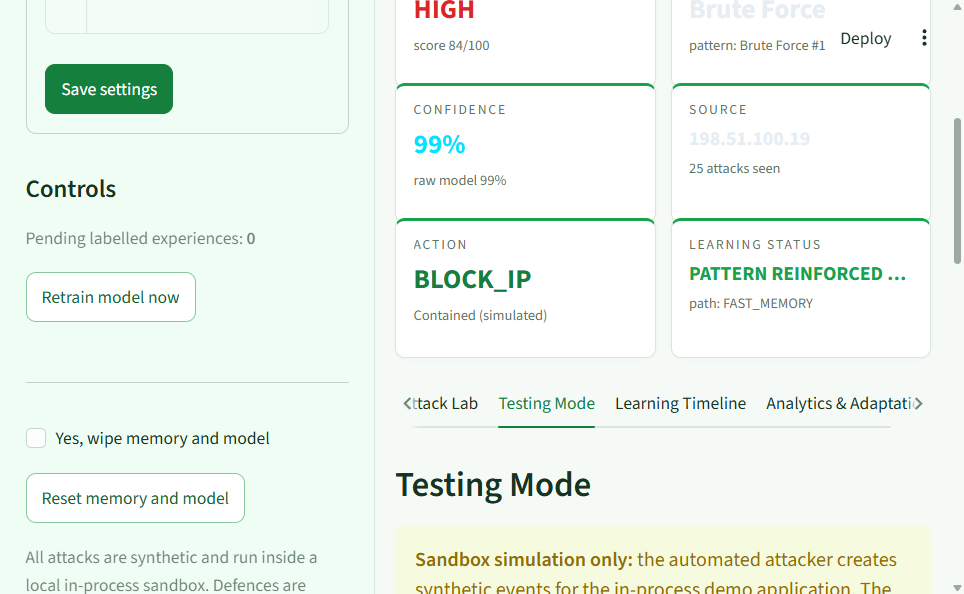 Save settings
Controls
Pending labelled experiences: 0
Retrain model now
Yes, wipe memory and model
Reset memory and model
All attacks are synthetic and run inside a
local in-process sandbox. Defences are
HIGH
score 84/100
Brute Force
pattern: Brute Force #1
Deploy
CONFIDENCE
99%
raw model 99%
SOURCE
198.51.100.19
25 attacks seen
ACTION
BLOCK_IP
Contained (simulated)
LEARNING STATUS
PATTERN REINFORCED ...
path: FAST_MEMORY
ttack Lab
Testing Mode
Learning Timeline
Analytics & Adaptati
Testing Mode
Sandbox simulation only: the automated attacker creates
synthetic events for the in-process demo application. The